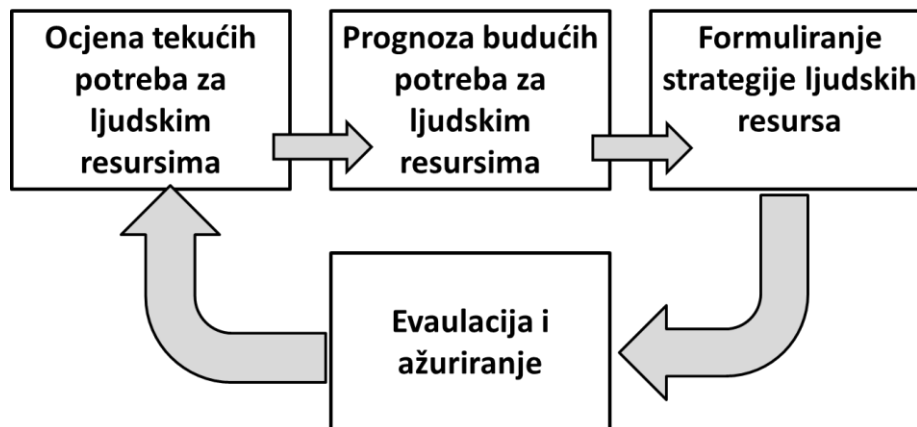 Ocjena tekućih
potreba za
ljudskim
resursima
Prognoza budućih
potreba za
ljudskim
resursima
Formuliranje
strategije ljudskih
resursa
Evaulacija i
ažuriranje